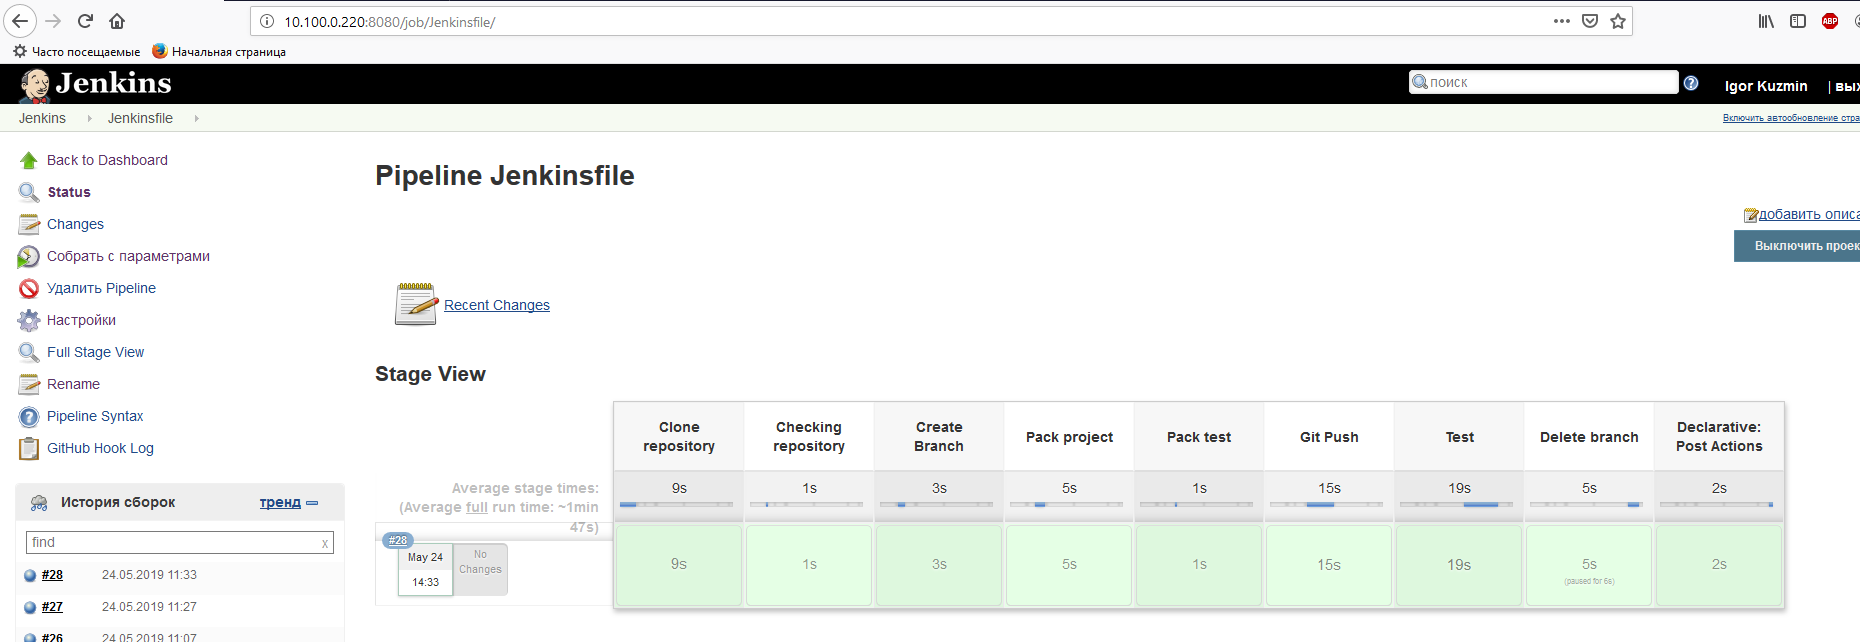 10.100.0.220:8080/job/Jenkinsfile/
ABP
Часто посещаемые Начальная страница
Jenkins
поиск
Igor Kuzmin
Jenkins Jenkinsfile
Back to Dashboard
Status
Changes
Собрать с параметрами
Удалить Pipeline
Настройки
Full Stage View
Rename
Pipeline Syntax
GitHub Hook Log
История сборок тренд
find x
#28 24.05.2019 11:33
#27 24.05.2019 11:27
#26 24.05.2019 11:07
Включить автообновление
Pipeline Jenkinsfile
добавить
Выключить
Recent Changes
Stage View
Clone repository
Checking repository
Create Branch
Pack project
Pack test
Git Push
Test
Delete branch
Declarative: Post Actions
Average stage times:
(Average full run time: ~1min
47s)
9s 1s 3s 5s 1s 15s 19s 5s 2s
#28
May 24
14:33
No
Changes
9s 1s 3s 5s 1s 15s 19s 5s 2s
(paused for 6s)